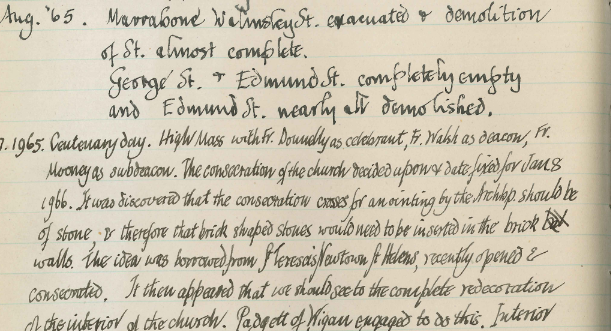 Aug. '65. Marrabone Walmsley St. evacuated & demolition
of St. almost complete.
George St. & Edmund St. completely empty
and Edmund St. nearly all demolished.
7. 1965. Centenary day. High Mass with Fr. Donnelly as celebrant, Fr. Walsh as deacon, Fr.
Mooney as subdeacon. The consecration of the church decided upon & date fixed for Jan 8
1966. It was discovered that the consecration crosses for anointing by the Archbp. should be
of stone, & therefore that brick shaped stones would need to be inserted in the brick
walls. The idea was borrowed from St Teresa's Newtown St Helens, recently opened &
consecrated. It then appeared that we should see to the complete redecoration
of the interior of the church. Padgett of Wigan engaged to do this. Interior